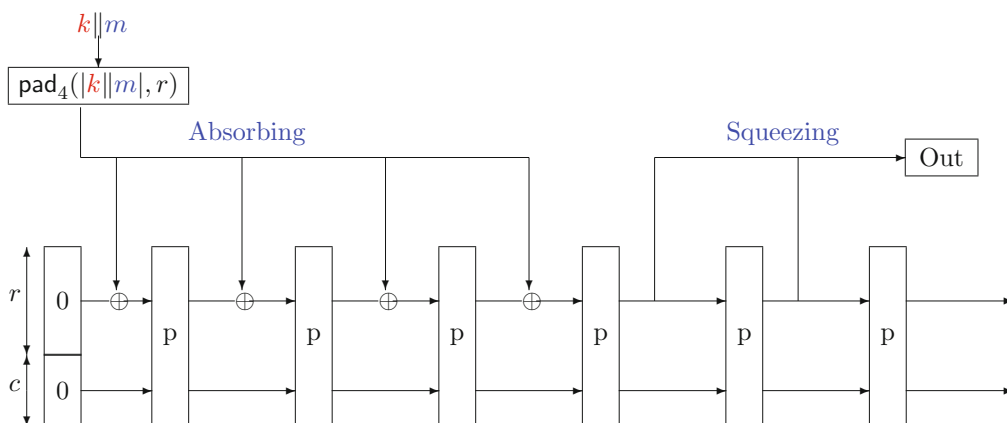 k‖m
pad₄(|k‖m|, r)
Absorbing
Squeezing
Out
r
0
c
0
p
p
p
p
p
p